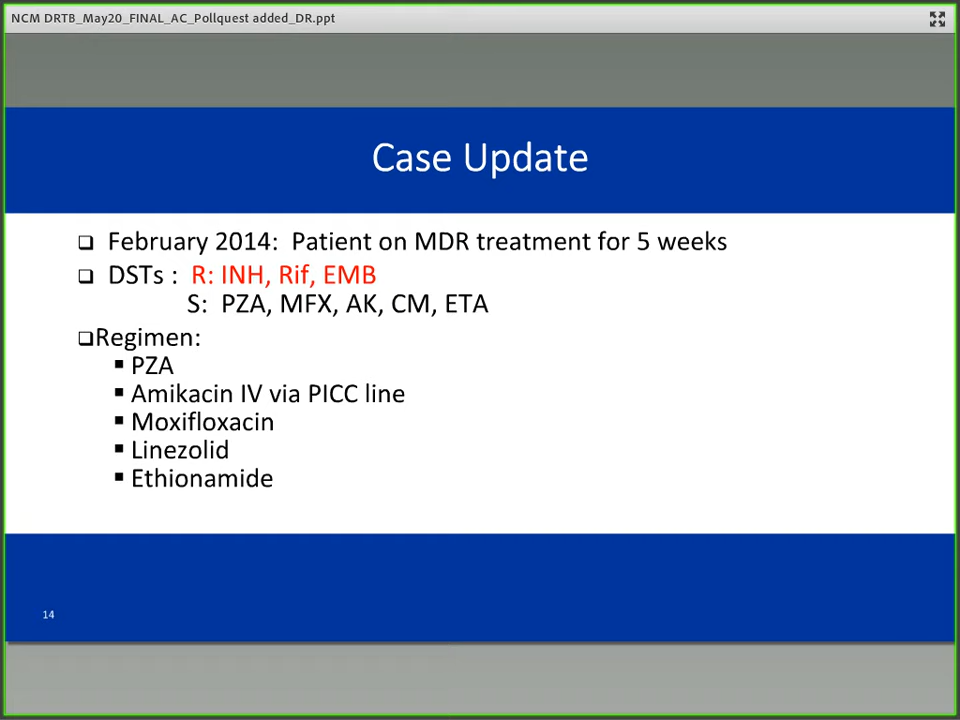 NCM DRTB_May20_FINAL_AC_Pollquest added_DR.ppt
Case Update
❑ February 2014: Patient on MDR treatment for 5 weeks
❑ DSTs : R: INH, Rif, EMB
S: PZA, MFX, AK, CM, ETA
❑Regimen:
▪ PZA
▪ Amikacin IV via PICC line
▪ Moxifloxacin
▪ Linezolid
▪ Ethionamide
14